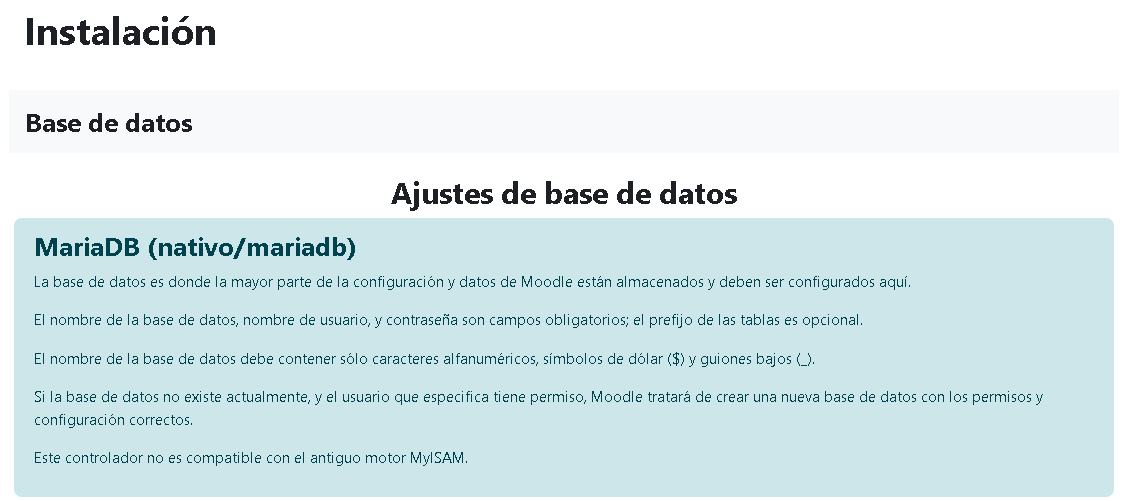 Instalación
Base de datos
Ajustes de base de datos
MariaDB (nativo/mariadb)
La base de datos es donde la mayor parte de la configuración y datos de Moodle están almacenados y deben ser configurados aquí.
El nombre de la base de datos, nombre de usuario, y contraseña son campos obligatorios; el prefijo de las tablas es opcional.
El nombre de la base de datos debe contener sólo caracteres alfanuméricos, símbolos de dólar ($) y guiones bajos (_).
Si la base de datos no existe actualmente, y el usuario que especifica tiene permiso, Moodle tratará de crear una nueva base de datos con los permisos y
configuración correctos.
Este controlador no es compatible con el antiguo motor MyISAM.